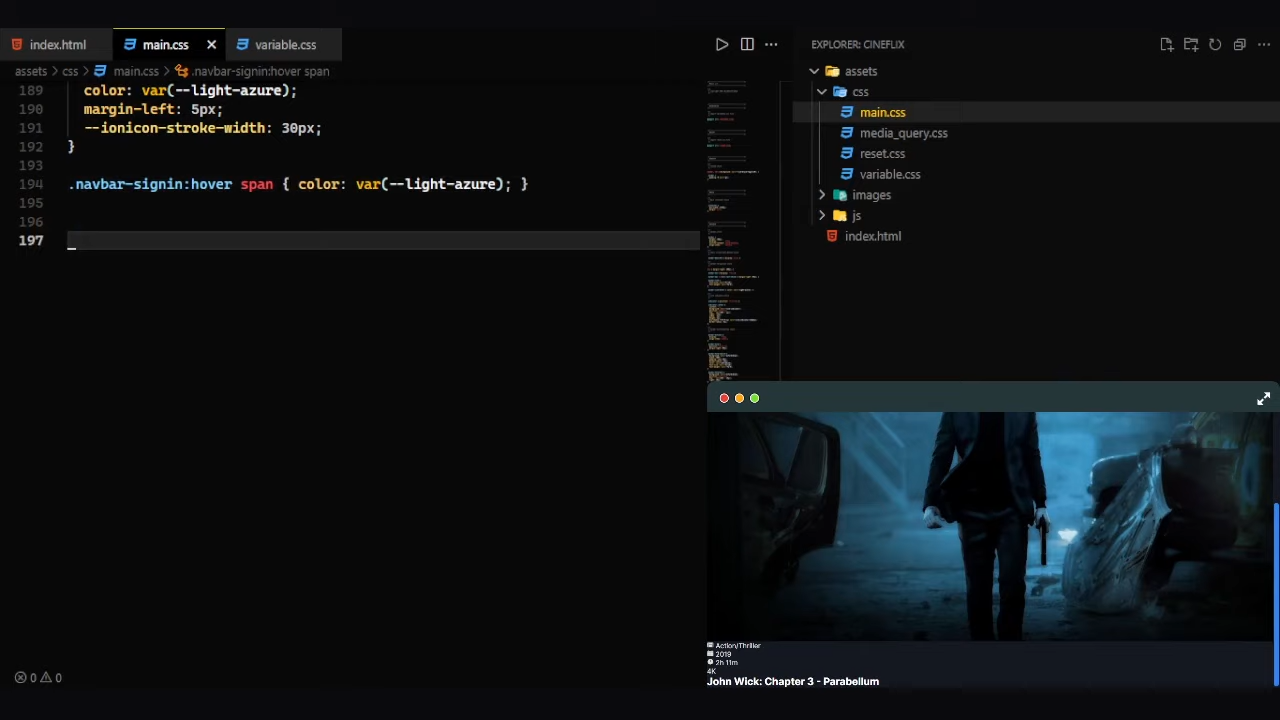 index.html
main.css
variable.css
assets
css
main.css
.navbar-signin:hover span
189 color: var(--light-azure);
190 margin-left: 5px;
191 --ionicon-stroke-width: 30px;
192 }
193
194 .navbar-signin:hover span { color: var(--light-azure); }
195
196
197
0 0
EXPLORER: CINEFLIX
assets
css
main.css
media_query.css
reset.css
variable.css
images
js
index.html
Action/Thriller
2019
2h 11m
4K
John Wick: Chapter 3 - Parabellum